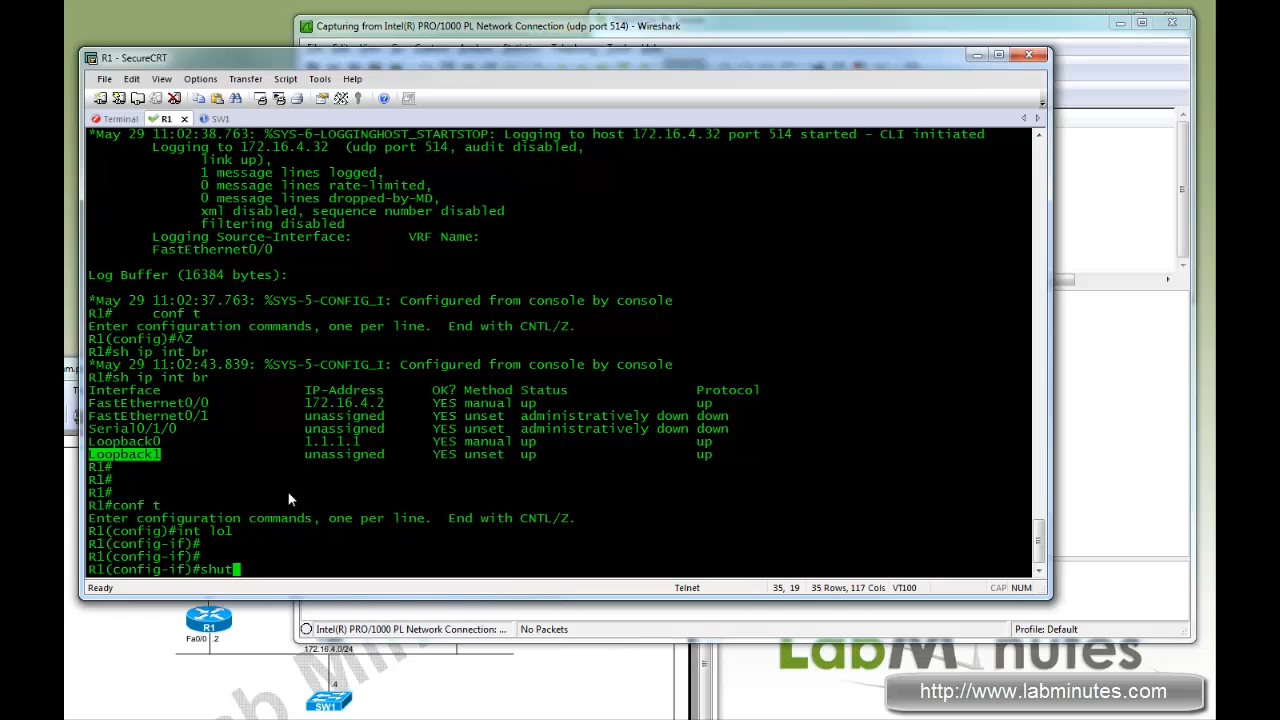 Capturing from Intel(R) PRO/1000 PL Network Connection (udp port 514) - Wireshark
R1 - SecureCRT
File Edit View Options Transfer Script Tools Help
Terminal R1 SW1
*May 29 11:02:38.763: %SYS-6-LOGGINGHOST_STARTSTOP: Logging to host 172.16.4.32 port 514 started - CLI initiated
Logging to 172.16.4.32 (udp port 514, audit disabled,
link up),
1 message lines logged,
0 message lines rate-limited,
0 message lines dropped-by-MD,
xml disabled, sequence number disabled
filtering disabled
Logging Source-Interface: VRF Name:
FastEthernet0/0
Log Buffer (16384 bytes):
*May 29 11:02:37.763: %SYS-5-CONFIG_I: Configured from console by console
R1# conf t
Enter configuration commands, one per line. End with CNTL/Z.
R1(config)#^Z
R1#sh ip int br
*May 29 11:02:43.839: %SYS-5-CONFIG_I: Configured from console by console
R1#sh ip int br
Interface IP-Address OK? Method Status Protocol
FastEthernet0/0 172.16.4.2 YES manual up up
FastEthernet0/1 unassigned YES unset administratively down down
Serial0/1/0 unassigned YES unset administratively down down
Loopback0 1.1.1.1 YES manual up up
Loopback1 unassigned YES unset up up
R1#
R1#
R1#
R1#conf t
Enter configuration commands, one per line. End with CNTL/Z.
R1(config)#int lo1
R1(config-if)#
R1(config-if)#
R1(config-if)#shut
Ready Telnet 35, 19 35 Rows, 117 Cols VT100 CAP NUM
Intel(R) PRO/1000 PL Network Connection: ... No Packets Profile: Default
R1
Fa0/0 .2
172.16.4.0/24
.4
SW1
Lab Min
LabMinutes
http://www.labminutes.com